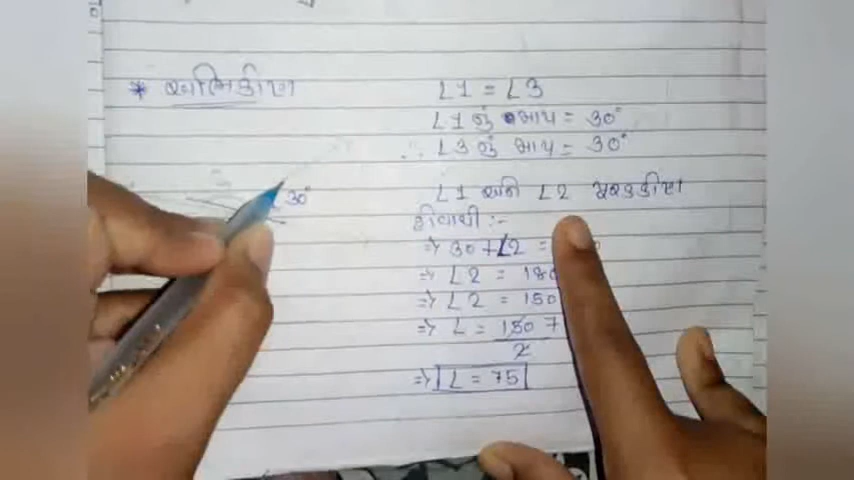 * અભિકોણ
30°
∠1 = ∠3
∠1 નું માપ = 30°
∴ ∠3 નું માપ = 30°
∠1 અને ∠2 પૂરકકોણ
હોવાથી :-
⇒ 30 + ∠2 =
⇒ ∠2 = 180
⇒ ∠2 = 150
⇒ ∠ = 150 7
2
⇒ ∠ = 75